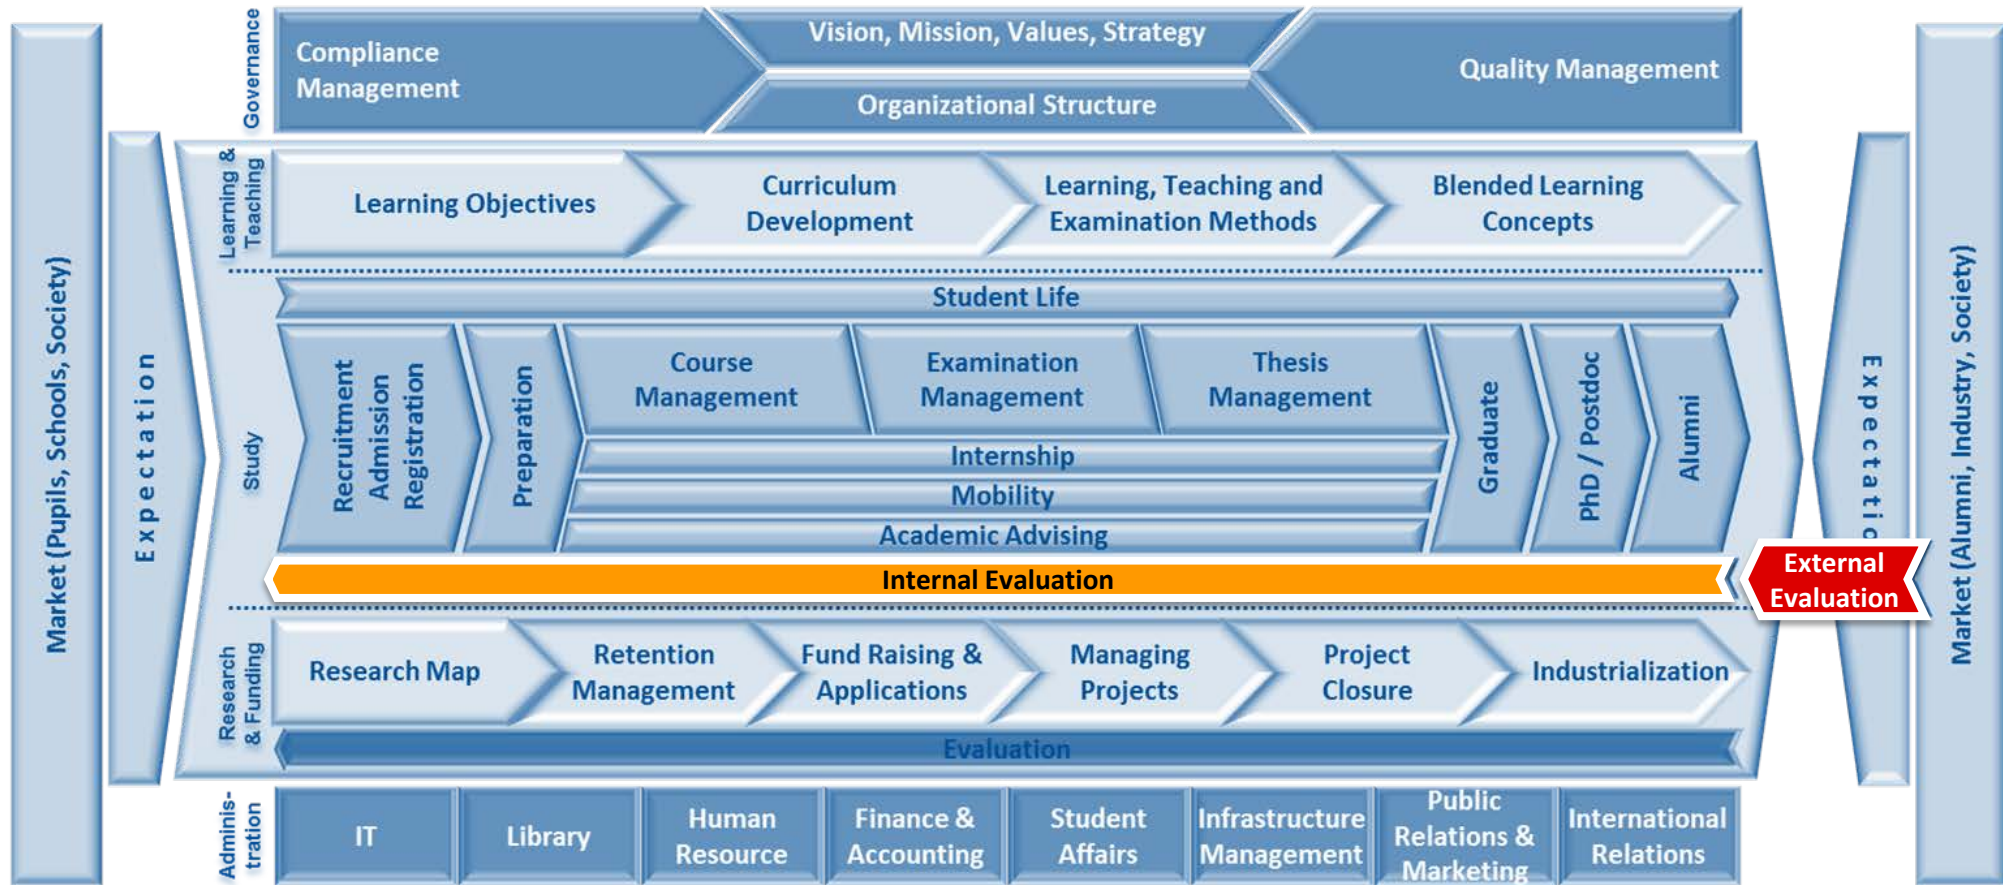 Market (Pupils, Schools, Society)
Expectation
Governance
Compliance
Management
Vision, Mission, Values, Strategy
Organizational Structure
Quality Management
Learning &
Teaching
Learning Objectives
Curriculum
Development
Learning, Teaching and
Examination Methods
Blended Learning
Concepts
Study
Student Life
Recruitment
Admission
Registration
Preparation
Course
Management
Examination
Management
Thesis
Management
Internship
Mobility
Academic Advising
Graduate
PhD / Postdoc
Alumni
Internal Evaluation
External
Evaluation
Research
& Funding
Research Map
Retention
Management
Fund Raising &
Applications
Managing
Projects
Project
Closure
Industrialization
Evaluation
Adminis-
tration
IT
Library
Human
Resource
Finance &
Accounting
Student
Affairs
Infrastructure
Management
Public
Relations &
Marketing
International
Relations
Expectatio
Market (Alumni, Industry, Society)